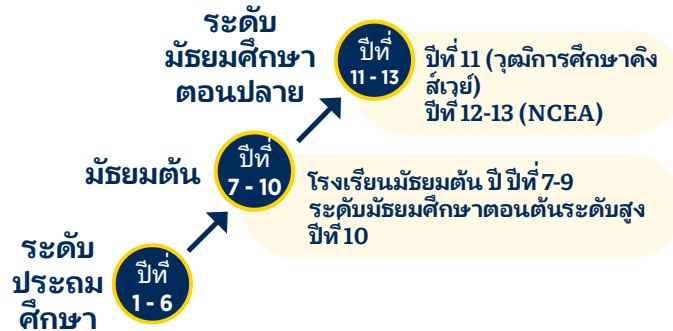 ระดับ
มัธยมศึกษา
ตอนปลาย
ปีที่
11 - 13
ปีที่ 11 (วุฒิการศึกษาคิง
ส์เวย์)
ปีที่ 12-13 (NCEA)
มัธยมต้น
ปีที่
7 - 10
โรงเรียนมัธยมต้น ปี ปีที่ 7-9
ระดับมัธยมศึกษาตอนต้นระดับสูง
ปีที่ 10
ระดับ
ประถม
ศึกษา
ปีที่
1 - 6